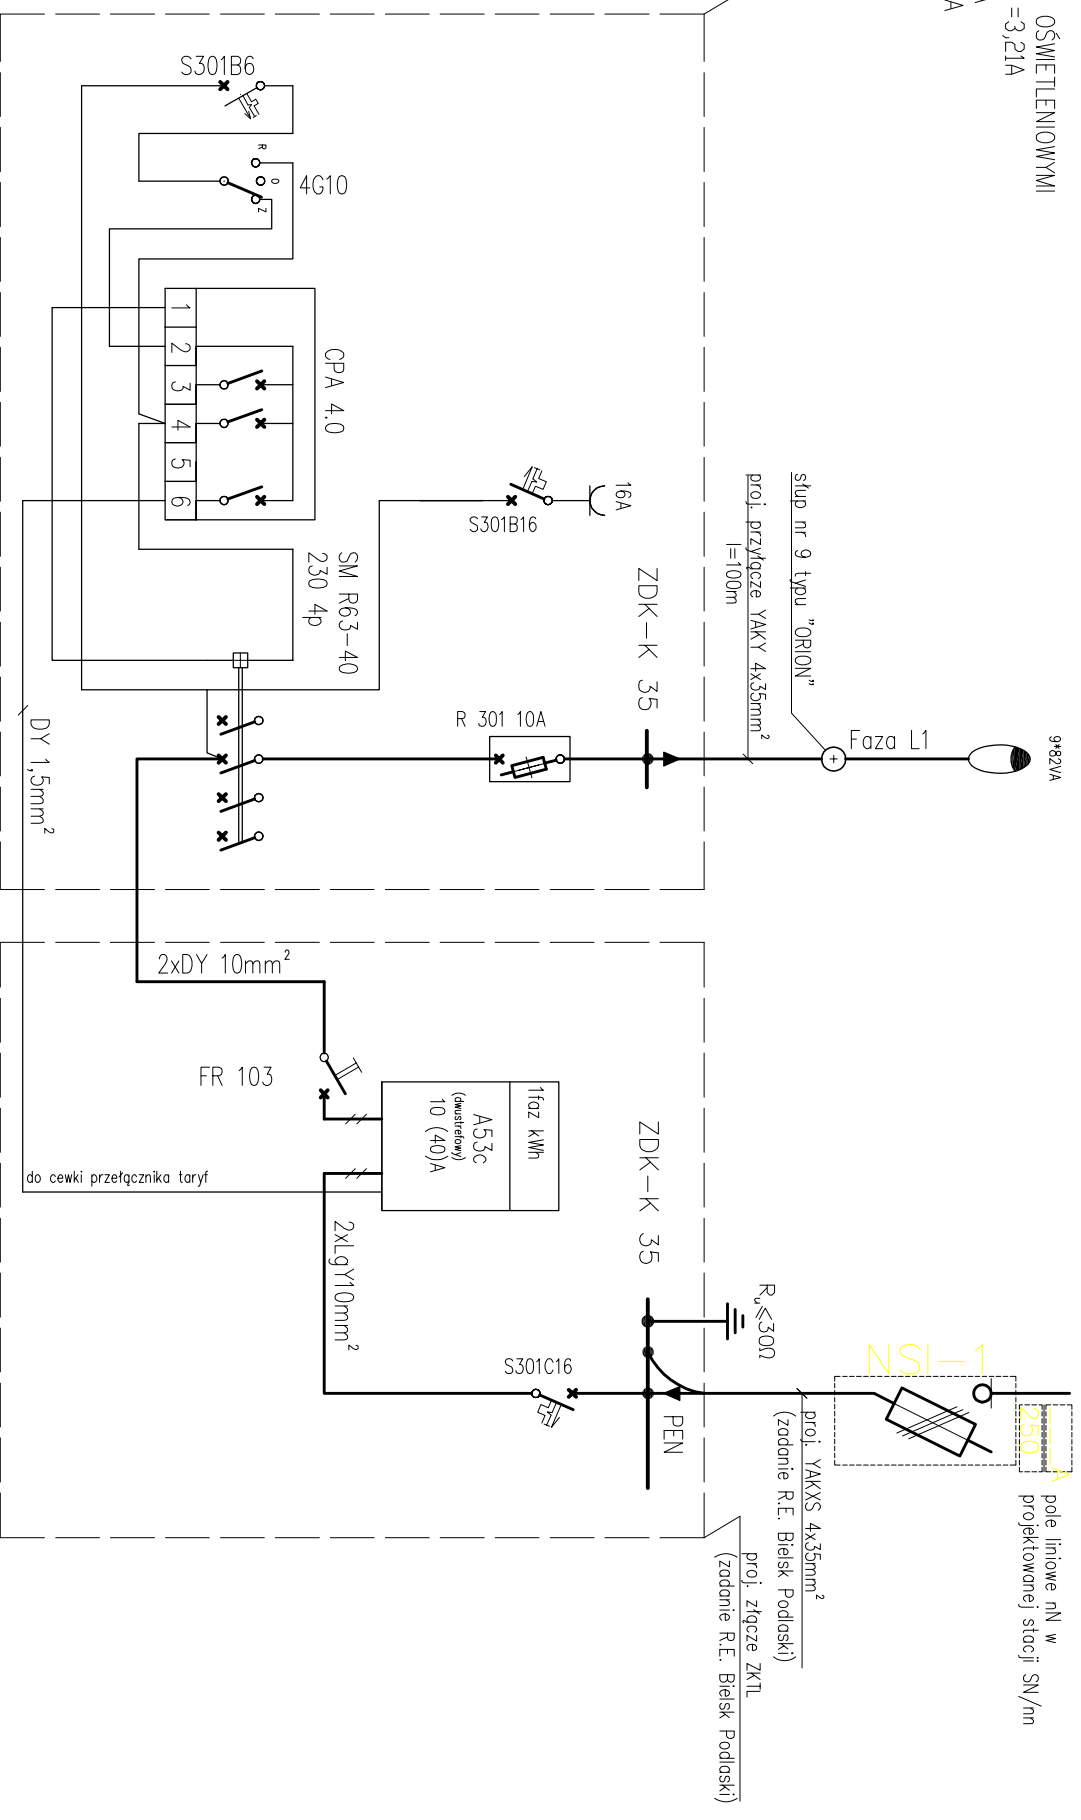 OŚWIETLENIOWYMI
=3,21A
A
S301B6
R
O
Z
4G10
CPA 4.0
1
2
3
4
5
6
16A
S301B16
SM R63-40
230 4p
słup nr 9 typu "ORION"
proj. przyłącze YAKY 4x35mm²
l=100m
ZDK-K 35
R 301 10A
Faza L1
9*82VA
DY 1,5mm²
2xDY 10mm²
FR 103
1faz kWh
A53c
(dwustrefowy)
10 (40)A
do cewki przełącznika taryf
2xLgY10mm²
ZDK-K 35
S301C16
Ru≤30Ω
PEN
NSI-1
A
250
pole liniowe nN w
projektowanej stacji SN/nn
proj. YAKXS 4x35mm²
(zadanie R.E. Bielsk Podlaski)
proj. złącze ZKTL
(zadanie R.E. Bielsk Podlaski)